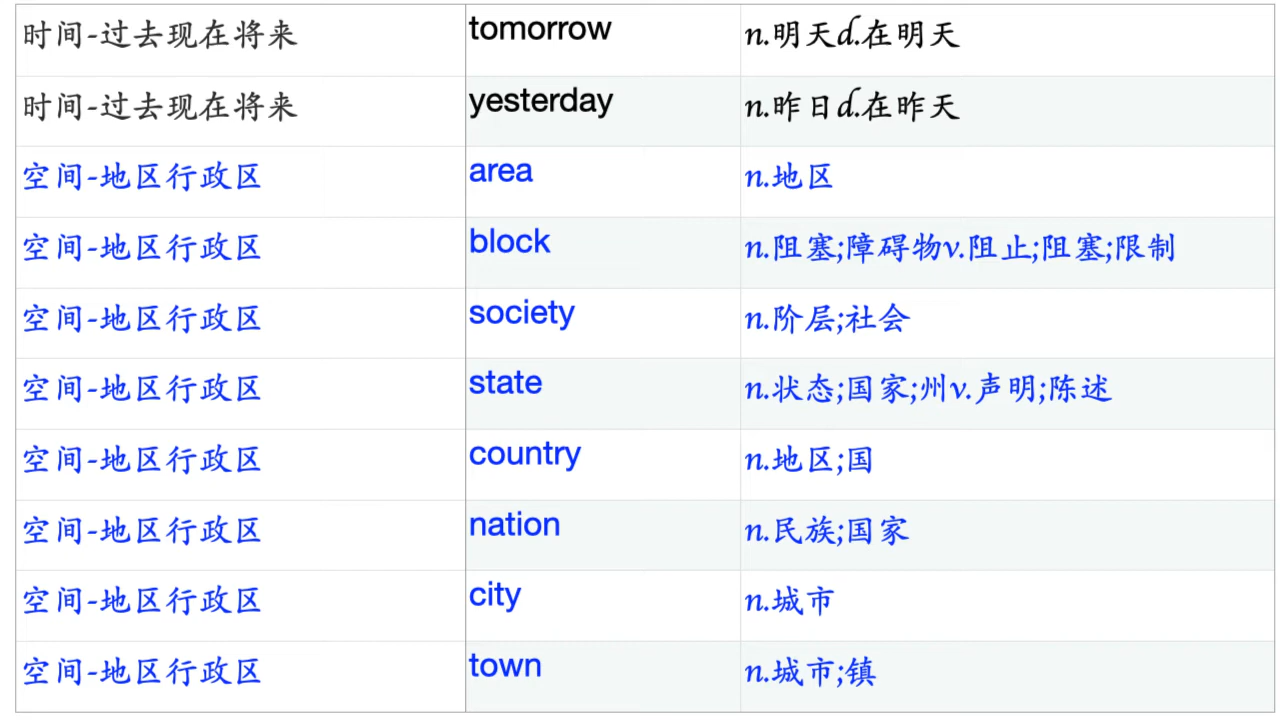 时间-过去现在将来 tomorrow n.明天d.在明天
时间-过去现在将来 yesterday n.昨日d.在昨天
空间-地区行政区 area n.地区
空间-地区行政区 block n.阻塞;障碍物v.阻止;阻塞;限制
空间-地区行政区 society n.阶层;社会
空间-地区行政区 state n.状态;国家;州v.声明;陈述
空间-地区行政区 country n.地区;国
空间-地区行政区 nation n.民族;国家
空间-地区行政区 city n.城市
空间-地区行政区 town n.城市;镇